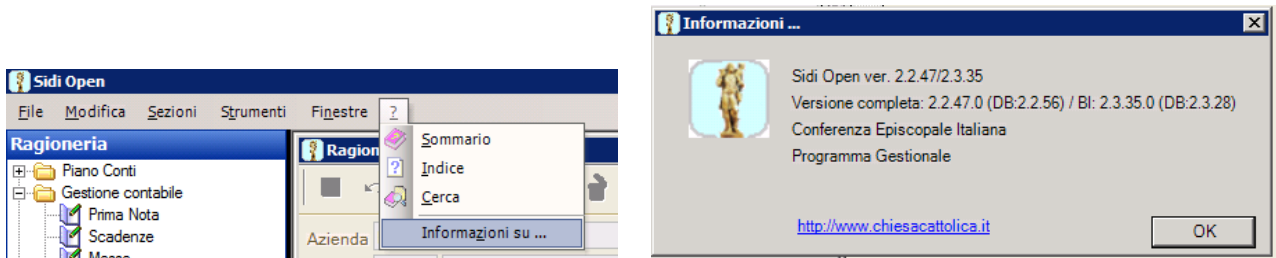 Sidi Open
File Modifica Sezioni Strumenti Finestre ?
Ragioneria
Piano Conti
Gestione contabile
Prima Nota
Scadenze
Ragion
Azienda
Sommario
Indice
Cerca
Informazioni su ...
Informazioni ...
Sidi Open ver. 2.2.47/2.3.35
Versione completa: 2.2.47.0 (DB:2.2.56) / BI: 2.3.35.0 (DB:2.3.28)
Conferenza Episcopale Italiana
Programma Gestionale
http://www.chiesacattolica.it
OK